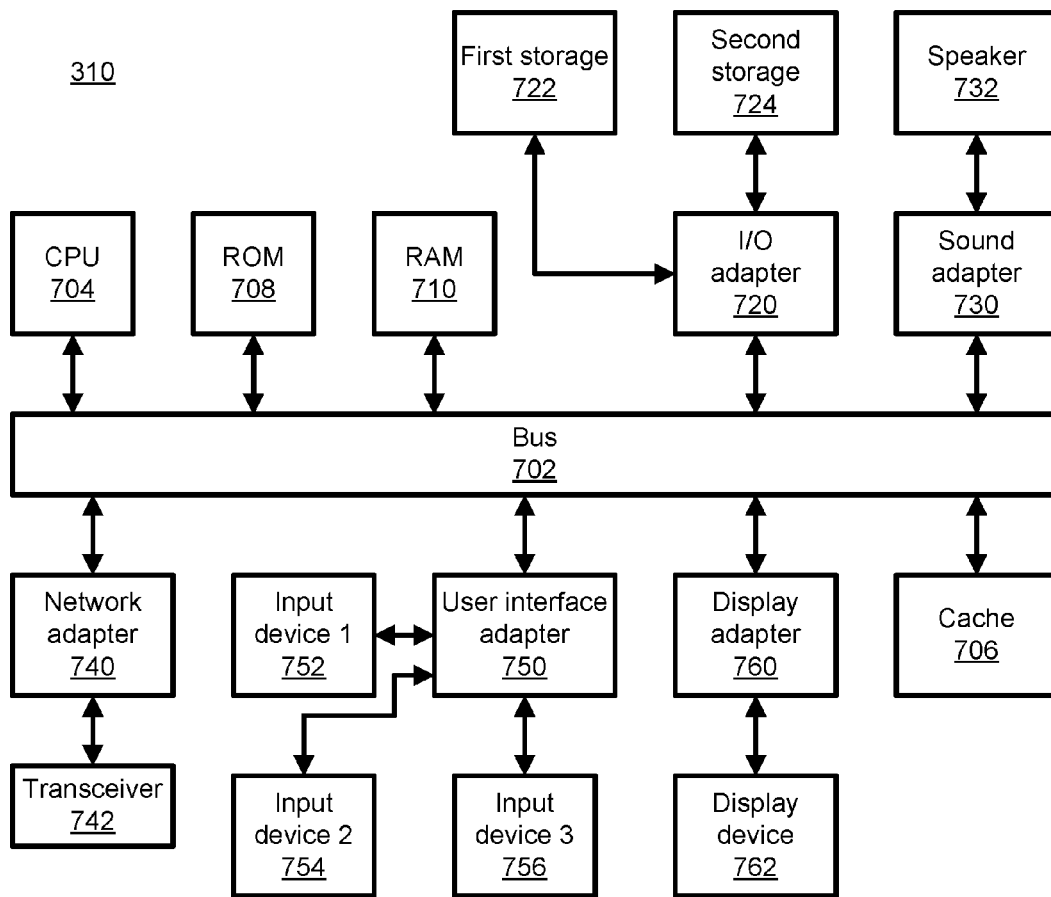 310
First storage
722
Second
storage
724
Speaker
732
CPU
704
ROM
708
RAM
710
I/O
adapter
720
Sound
adapter
730
Bus
702
Network
adapter
740
Input
device 1
752
User interface
adapter
750
Display
adapter
760
Cache
706
Transceiver
742
Input
device 2
754
Input
device 3
756
Display
device
762